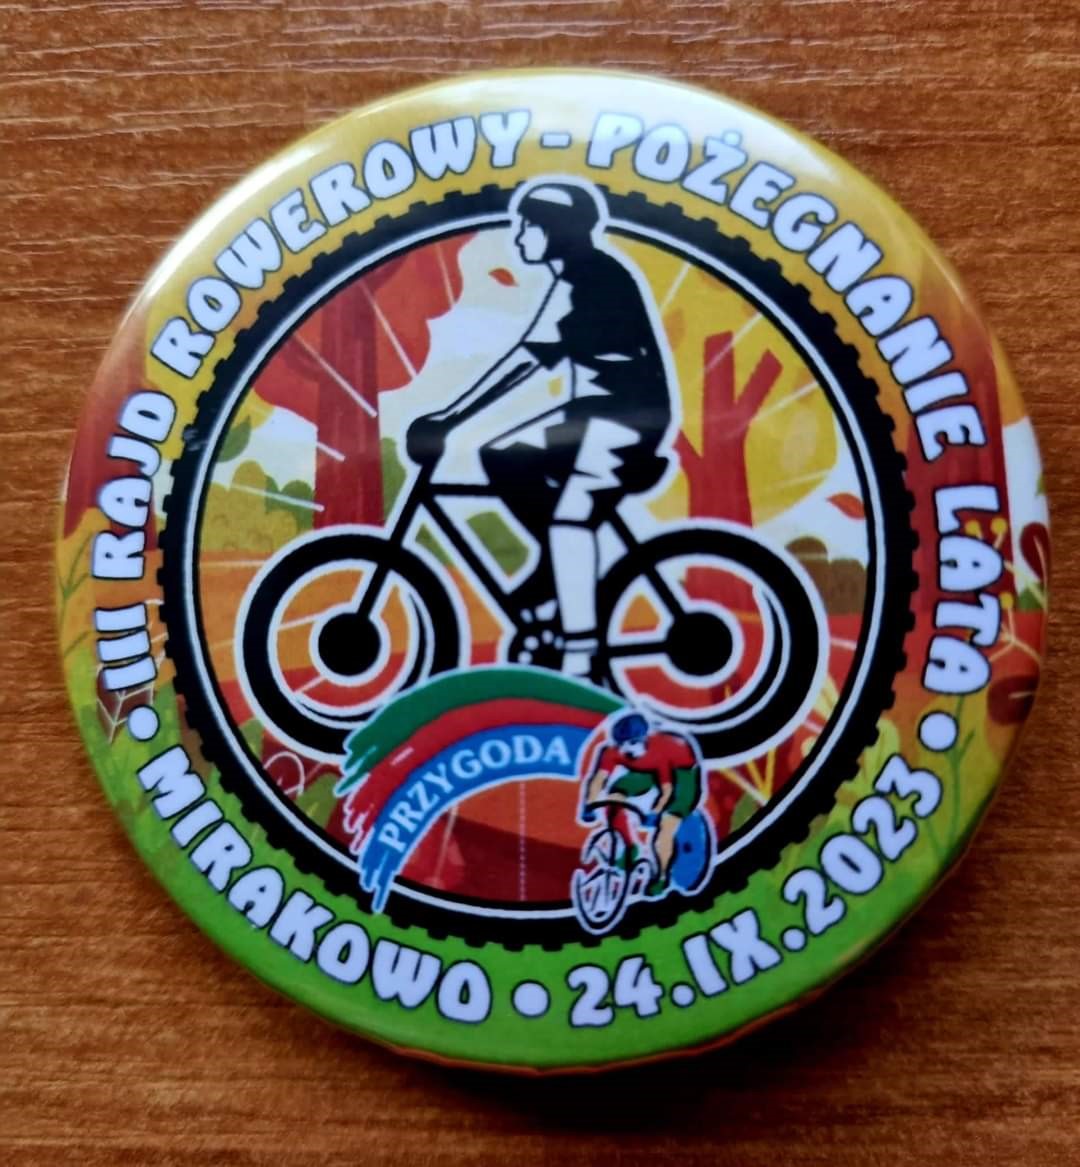 III RAJD ROWEROWY - POŻEGNANIE LATA
PRZYGODA
MIRAKOWO • 24.IX.2023